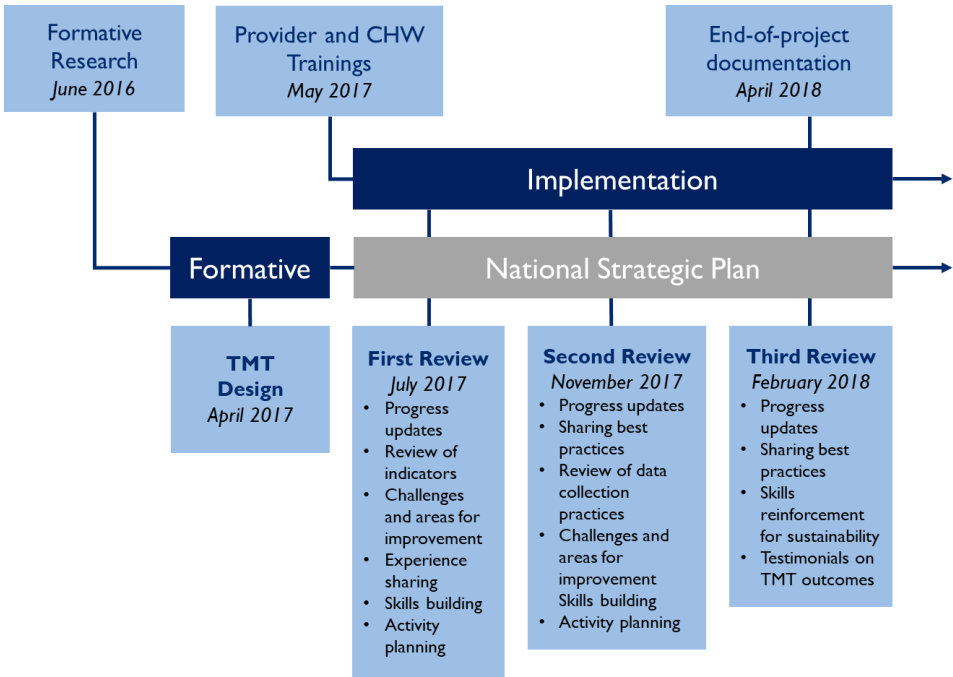 Formative
Research
June 2016
Provider and CHW
Trainings
May 2017
End-of-project
documentation
April 2018
Implementation
Formative
National Strategic Plan
TMT
Design
April 2017
First Review
July 2017
• Progress
updates
• Review of
indicators
• Challenges
and areas for
improvement
• Experience
sharing
• Skills building
• Activity
planning
Second Review
November 2017
• Progress updates
• Sharing best
practices
• Review of data
collection
practices
• Challenges and
areas for
improvement
Skills building
• Activity planning
Third Review
February 2018
• Progress
updates
• Sharing best
practices
• Skills
reinforcement
for sustainability
• Testimonials on
TMT outcomes